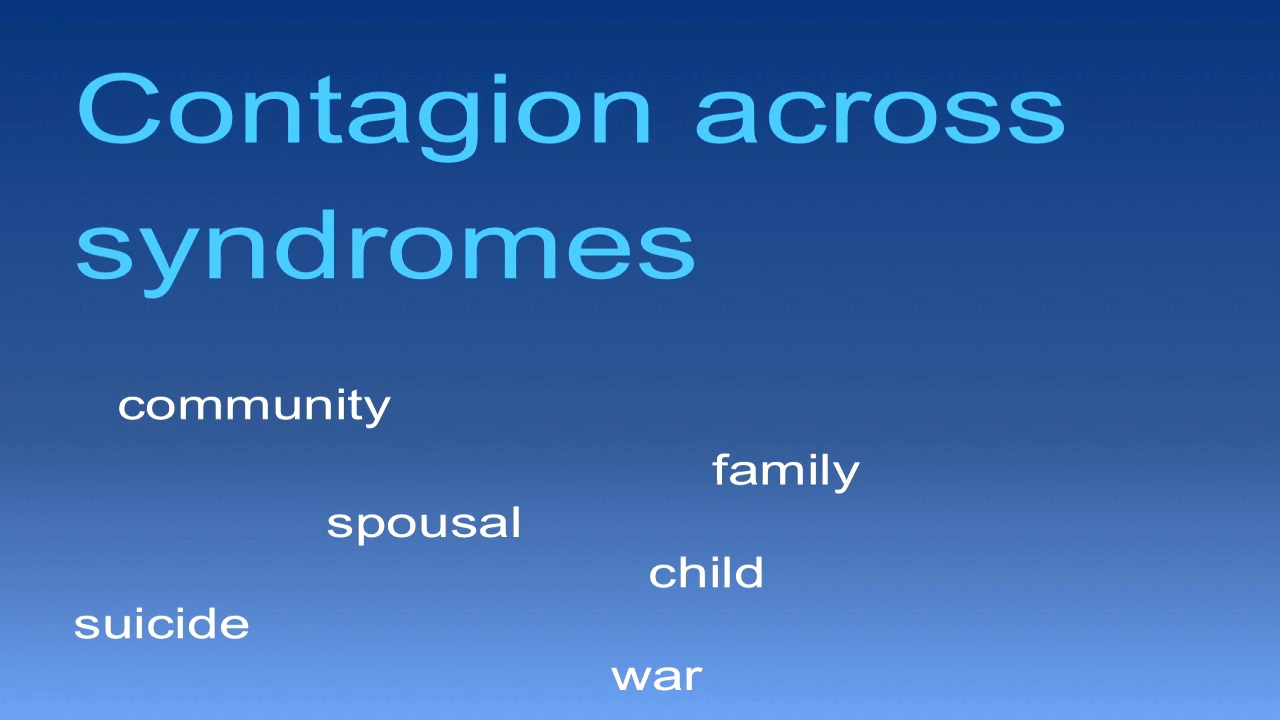 Contagion across
syndromes
community
family
spousal
child
suicide
war